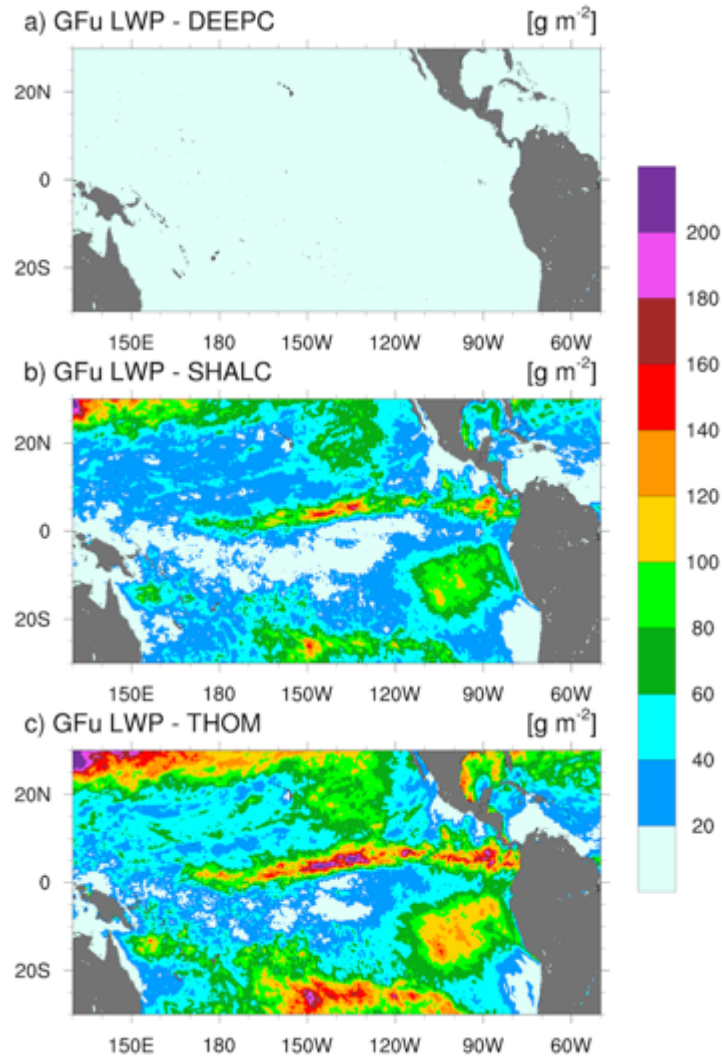 a) GFu LWP - DEEPC [g m⁻²]
20N
0
20S
150E 180 150W 120W 90W 60W
b) GFu LWP - SHALC [g m⁻²]
20N
0
20S
150E 180 150W 120W 90W 60W
c) GFu LWP - THOM [g m⁻²]
20N
0
20S
150E 180 150W 120W 90W 60W
200
180
160
140
120
100
80
60
40
20